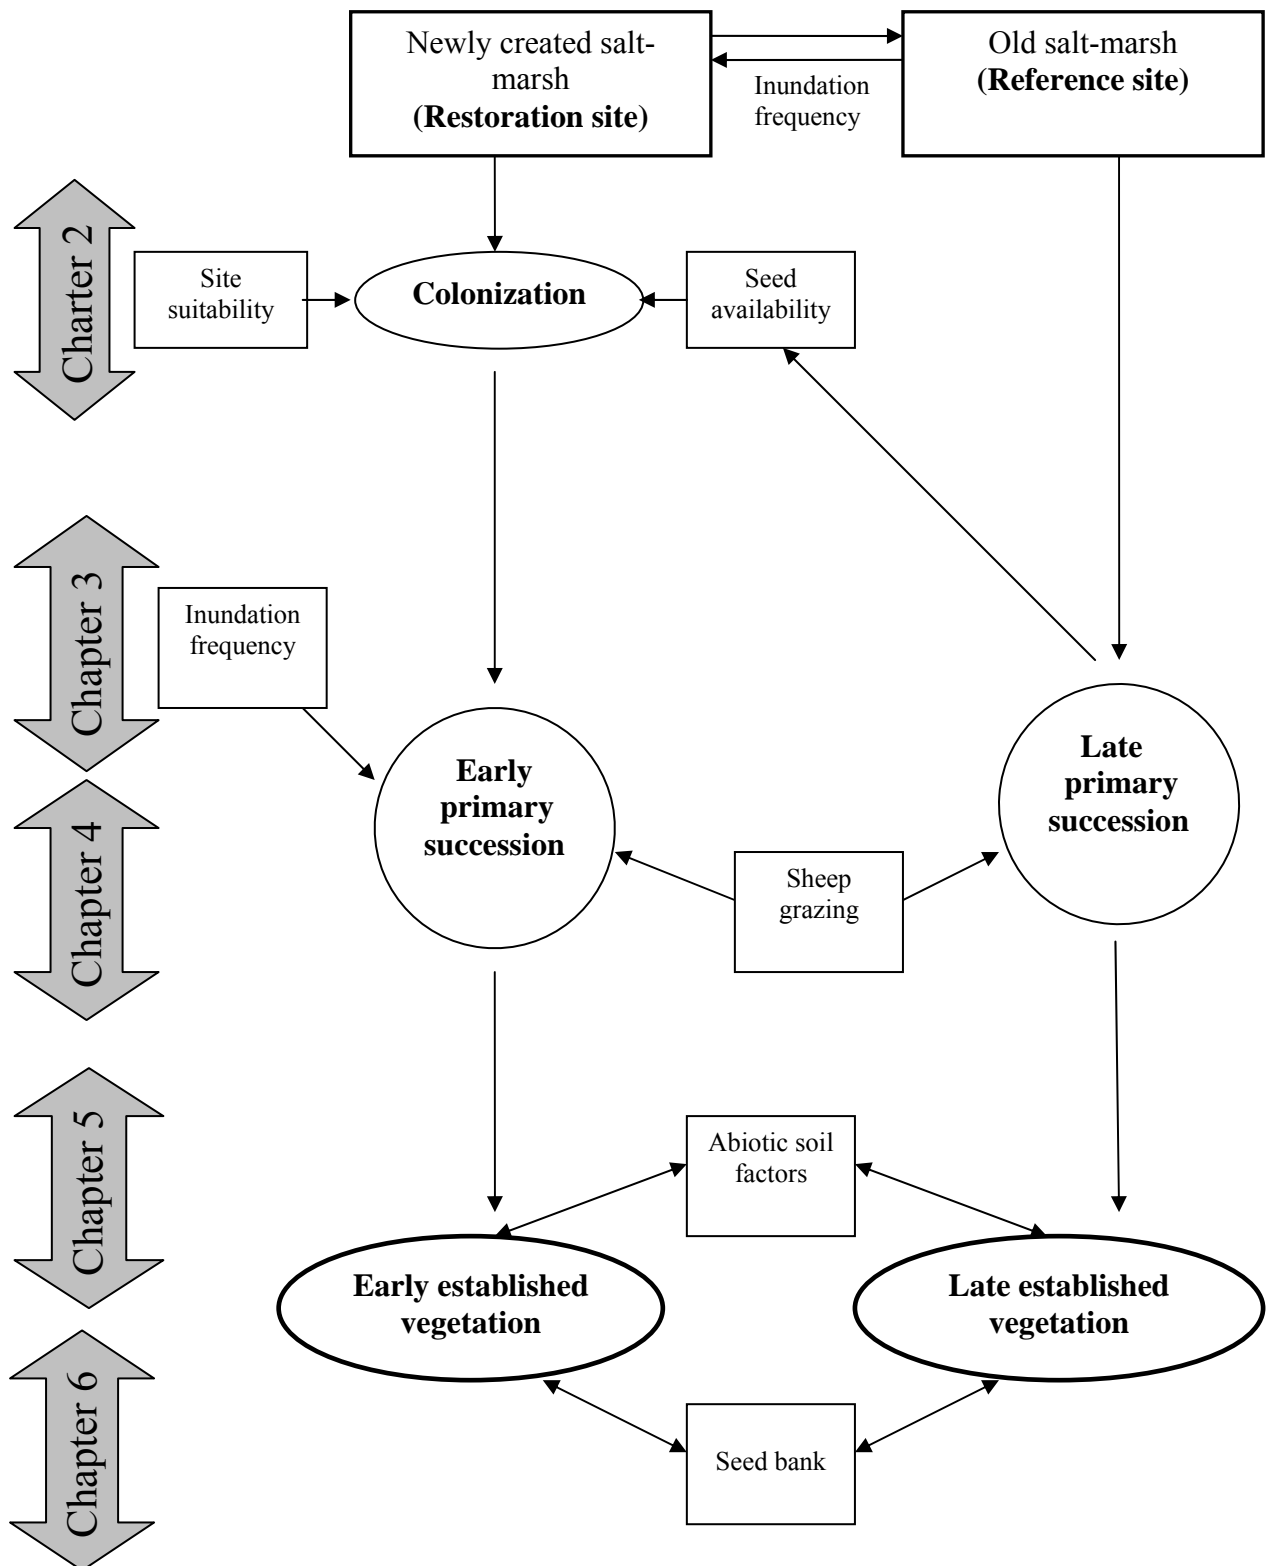 Newly created salt-
marsh
(Restoration site)
Old salt-marsh
(Reference site)
Inundation
frequency
Charter 2
Site
suitability
Colonization
Seed
availability
Chapter 3
Inundation
frequency
Early
primary
succession
Late
primary
succession
Chapter 4
Sheep
grazing
Chapter 5
Abiotic soil
factors
Early established
vegetation
Late established
vegetation
Chapter 6
Seed bank